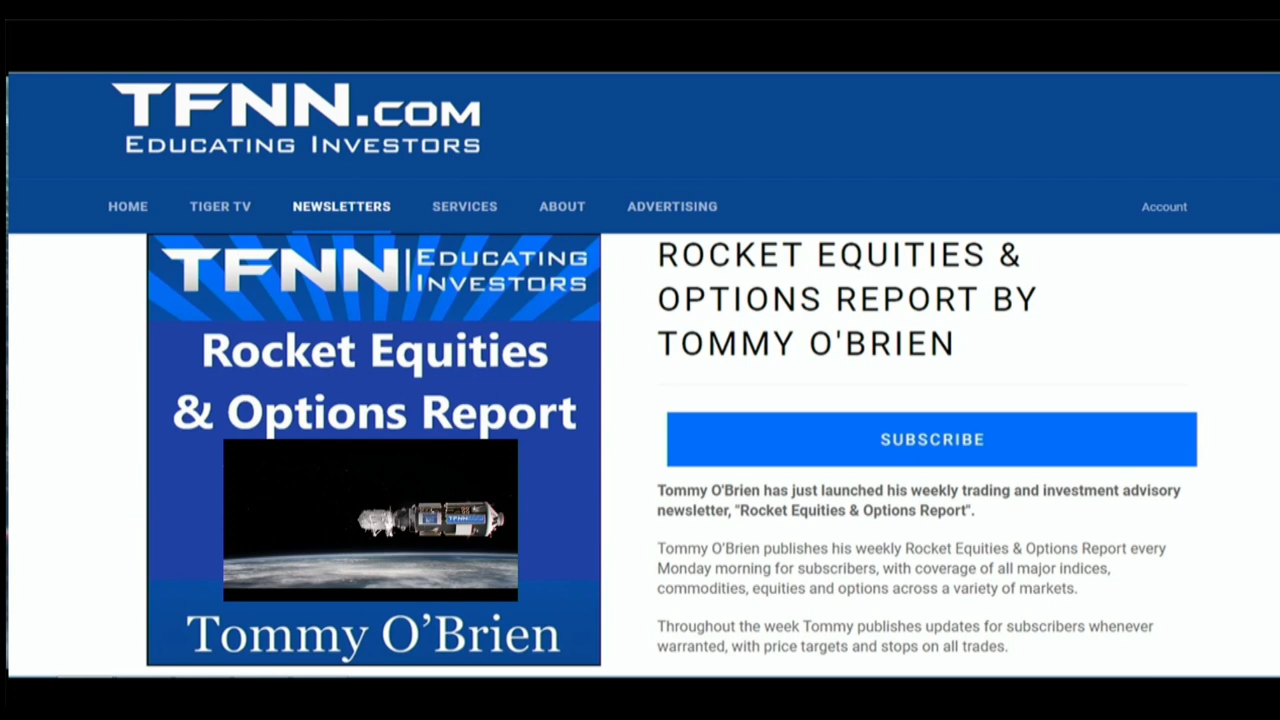 TFNN.COM
EDUCATING INVESTORS
HOME TIGER TV NEWSLETTERS SERVICES ABOUT ADVERTISING Account
TFNN EDUCATING
INVESTORS
Rocket Equities
& Options Report
TFNN
Tommy O’Brien
ROCKET EQUITIES &
OPTIONS REPORT BY
TOMMY O'BRIEN
SUBSCRIBE
Tommy O'Brien has just launched his weekly trading and investment advisory
newsletter, "Rocket Equities & Options Report".
Tommy O’Brien publishes his weekly Rocket Equities & Options Report every
Monday morning for subscribers, with coverage of all major indices,
commodities, equities and options across a variety of markets.
Throughout the week Tommy publishes updates for subscribers whenever
warranted, with price targets and stops on all trades.